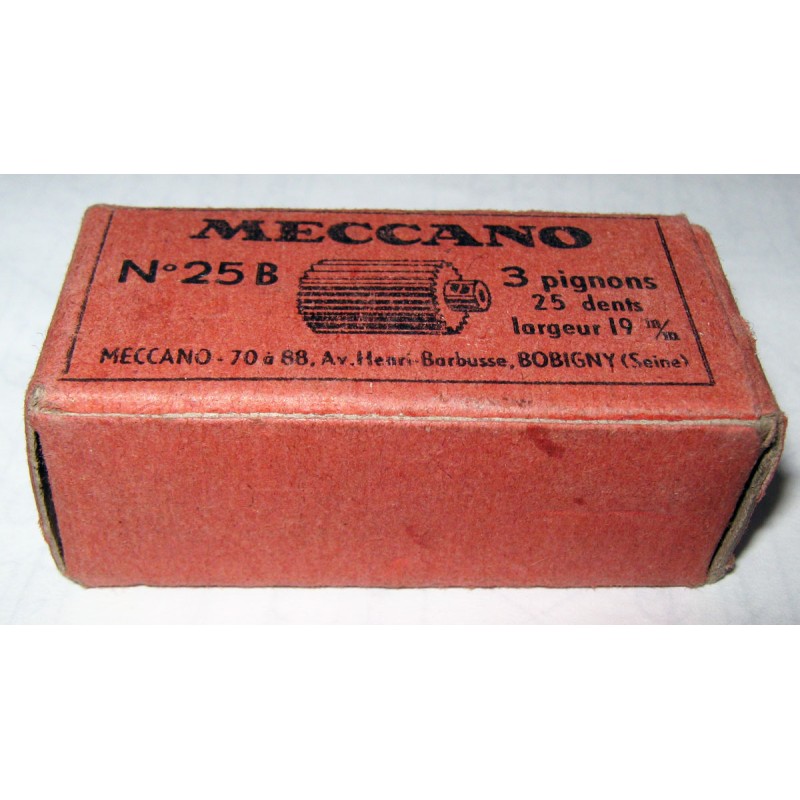 MECCANO
N° 25 B
3 pignons
25 dents
largeur 19 m/m
MECCANO - 70 à 88, Av. Henri-Barbusse, BOBIGNY (Seine)